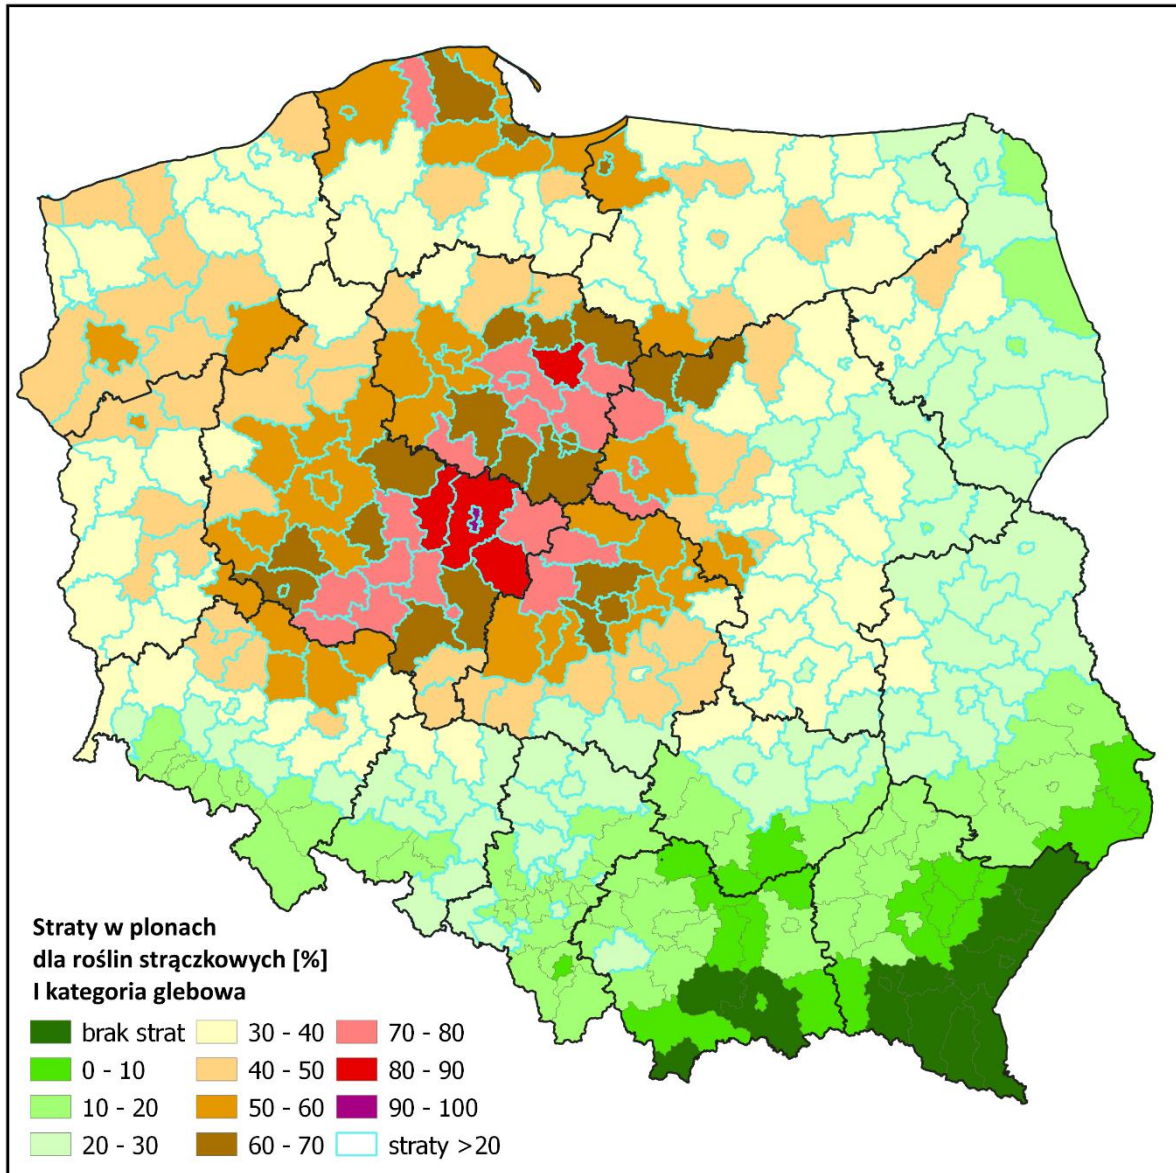 Straty w plonach
dla roślin strączkowych [%]
I kategoria glebowa
brak strat
0 - 10
10 - 20
20 - 30
30 - 40
40 - 50
50 - 60
60 - 70
70 - 80
80 - 90
90 - 100
straty >20